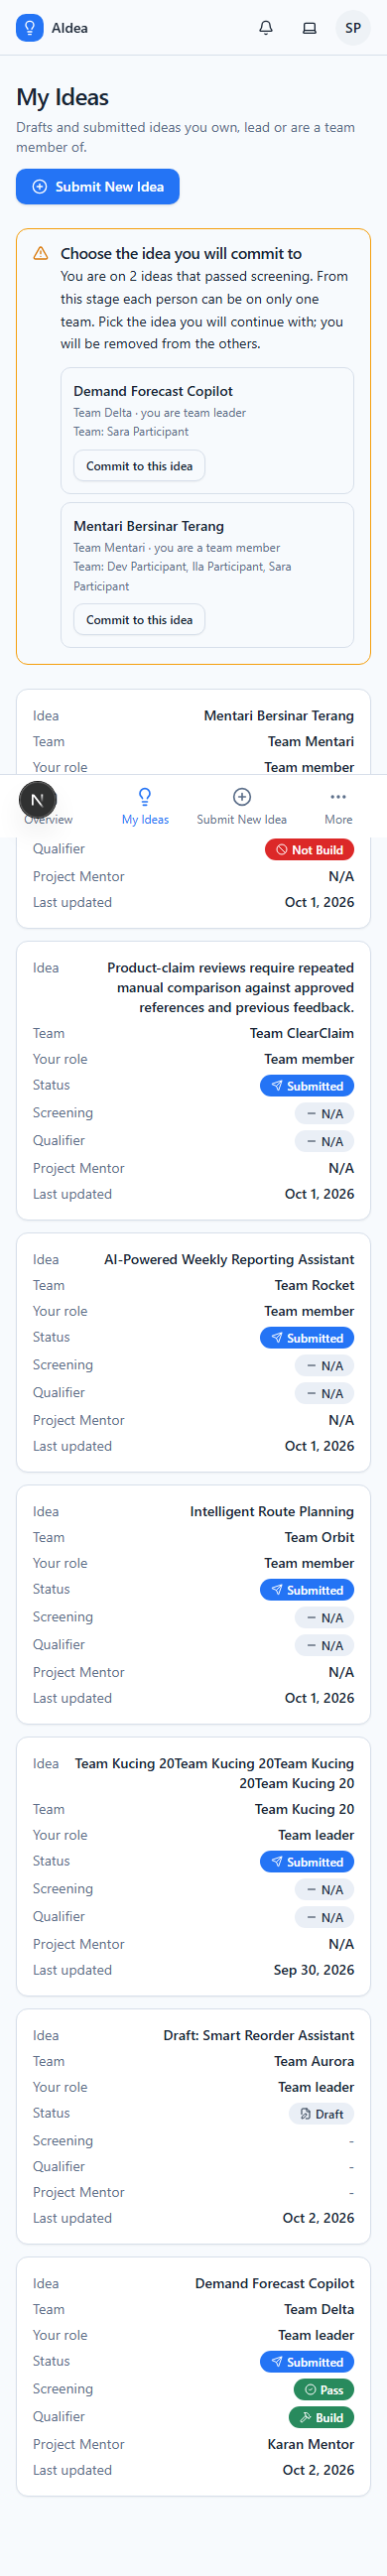 AIdea
SP
My Ideas
Drafts and submitted ideas you own, lead or are a team
member of.
Submit New Idea
Choose the idea you will commit to
You are on 2 ideas that passed screening. From
this stage each person can be on only one
team. Pick the idea you will continue with; you
will be removed from the others.
Demand Forecast Copilot
Team Delta · you are team leader
Team: Sara Participant
Commit to this idea
Mentari Bersinar Terang
Team Mentari · you are a team member
Team: Dev Participant, Ila Participant, Sara
Participant
Commit to this idea
Idea Mentari Bersinar Terang
Team Team Mentari
Your role Team member
N
Overview My Ideas Submit New Idea More
Qualifier Not Build
Project Mentor N/A
Last updated Oct 1, 2026
Idea Product-claim reviews require repeated
manual comparison against approved
references and previous feedback.
Team Team ClearClaim
Your role Team member
Status Submitted
Screening N/A
Qualifier N/A
Project Mentor N/A
Last updated Oct 1, 2026
Idea AI-Powered Weekly Reporting Assistant
Team Team Rocket
Your role Team member
Status Submitted
Screening N/A
Qualifier N/A
Project Mentor N/A
Last updated Oct 1, 2026
Idea Intelligent Route Planning
Team Team Orbit
Your role Team member
Status Submitted
Screening N/A
Qualifier N/A
Project Mentor N/A
Last updated Oct 1, 2026
Idea Team Kucing 20Team Kucing 20Team Kucing
20Team Kucing 20
Team Team Kucing 20
Your role Team leader
Status Submitted
Screening N/A
Qualifier N/A
Project Mentor N/A
Last updated Sep 30, 2026
Idea Draft: Smart Reorder Assistant
Team Team Aurora
Your role Team leader
Status Draft
Screening -
Qualifier -
Project Mentor -
Last updated Oct 2, 2026
Idea Demand Forecast Copilot
Team Team Delta
Your role Team leader
Status Submitted
Screening Pass
Qualifier Build
Project Mentor Karan Mentor
Last updated Oct 2, 2026